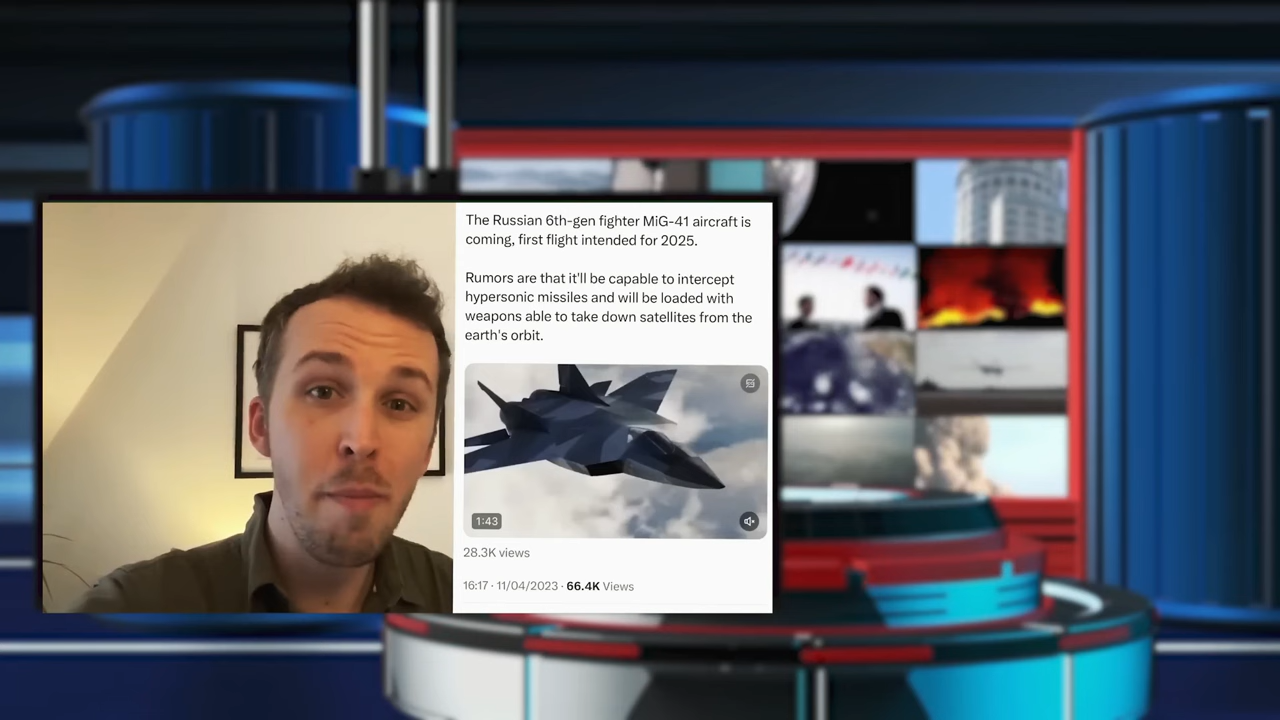 The Russian 6th-gen fighter MiG-41 aircraft is
coming, first flight intended for 2025.
Rumors are that it'll be capable to intercept
hypersonic missiles and will be loaded with
weapons able to take down satellites from the
earth's orbit.
1:43
28.3K views
16:17 · 11/04/2023 · 66.4K Views